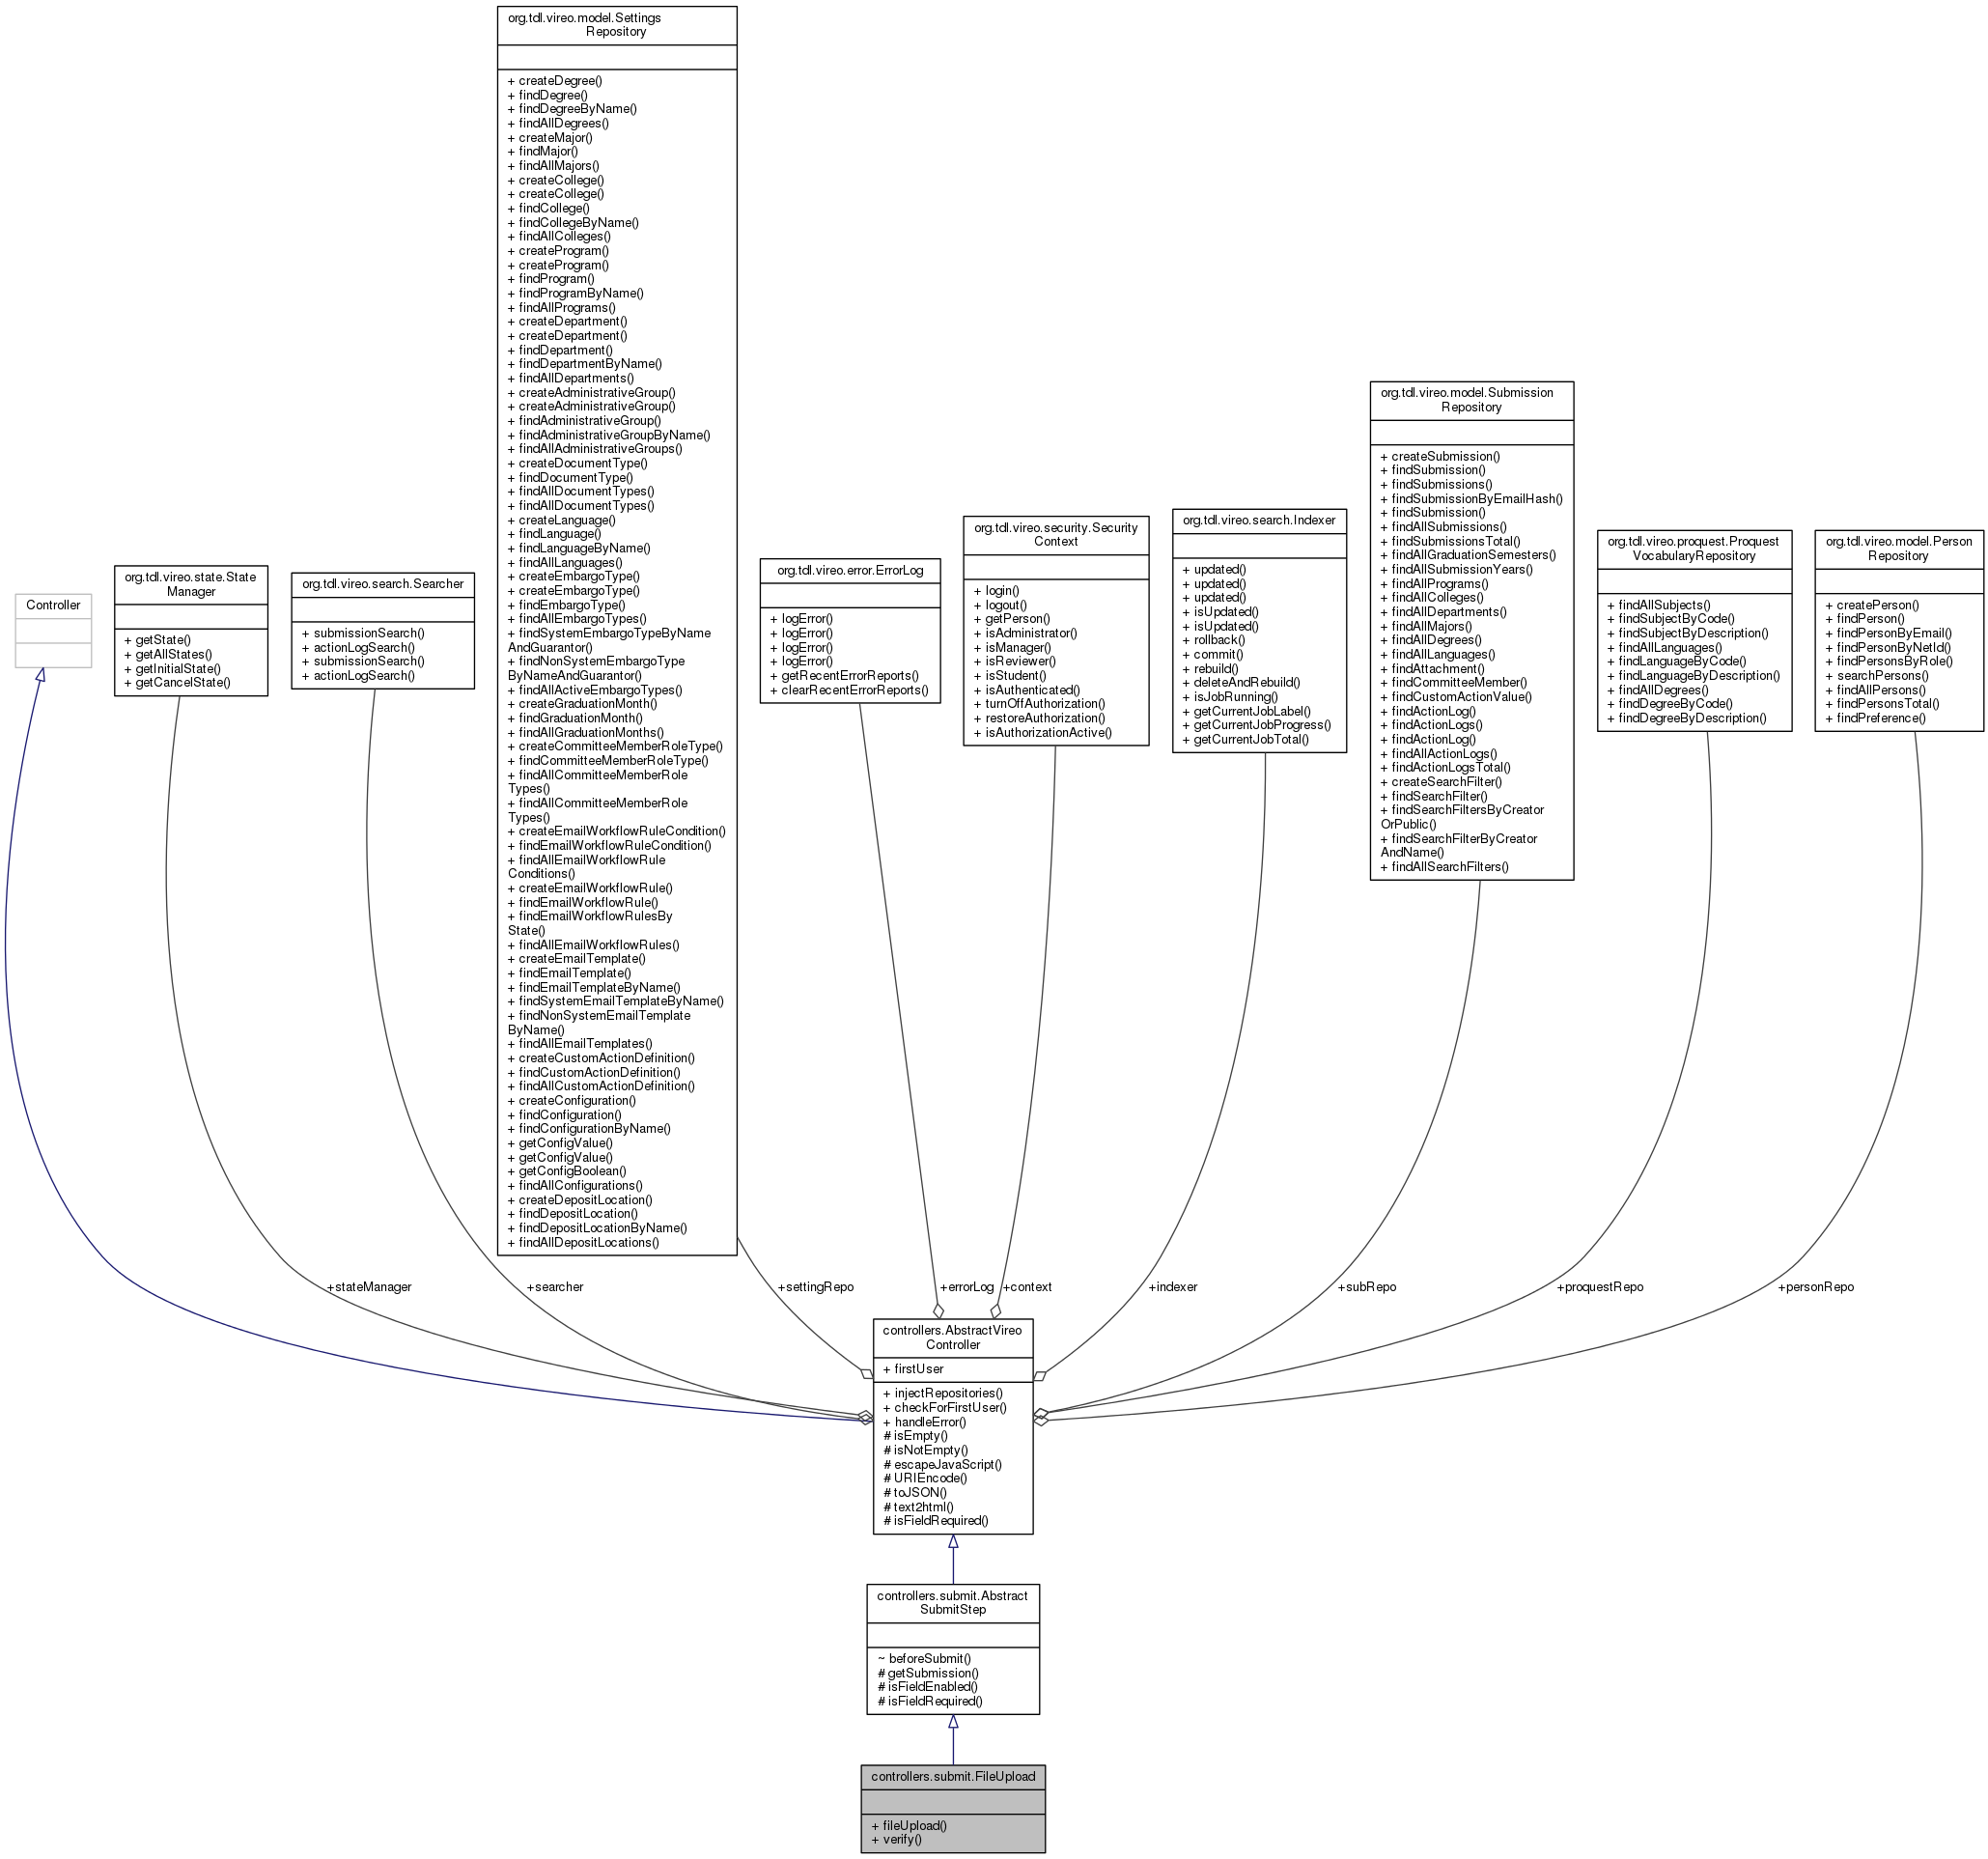 org.tdl.vireo.model.Settings
Repository
+ createDegree()
+ findDegree()
+ findDegreeByName()
+ findAllDegrees()
+ createMajor()
+ findMajor()
+ findAllMajors()
+ createCollege()
+ createCollege()
+ findCollege()
+ findCollegeByName()
+ findAllColleges()
+ createProgram()
+ createProgram()
+ findProgram()
+ findProgramByName()
+ findAllPrograms()
+ createDepartment()
+ createDepartment()
+ findDepartment()
+ findDepartmentByName()
+ findAllDepartments()
+ createAdministrativeGroup()
+ createAdministrativeGroup()
+ findAdministrativeGroup()
+ findAdministrativeGroupByName()
+ findAllAdministrativeGroups()
+ createDocumentType()
+ findDocumentType()
+ findAllDocumentTypes()
+ findAllDocumentTypes()
+ createLanguage()
+ findLanguage()
+ findLanguageByName()
+ findAllLanguages()
+ createEmbargoType()
+ createEmbargoType()
+ findEmbargoType()
+ findAllEmbargoTypes()
+ findSystemEmbargoTypeByName
AndGuarantor()
+ findNonSystemEmbargoType
ByNameAndGuarantor()
+ findAllActiveEmbargoTypes()
+ createGraduationMonth()
+ findGraduationMonth()
+ findAllGraduationMonths()
+ createCommitteeMemberRoleType()
+ findCommitteeMemberRoleType()
+ findAllCommitteeMemberRole
Types()
+ findAllCommitteeMemberRole
Types()
+ createEmailWorkflowRuleCondition()
+ findEmailWorkflowRuleCondition()
+ findAllEmailWorkflowRule
Conditions()
+ createEmailWorkflowRule()
+ findEmailWorkflowRule()
+ findEmailWorkflowRulesBy
State()
+ findAllEmailWorkflowRules()
+ createEmailTemplate()
+ findEmailTemplate()
+ findEmailTemplateByName()
+ findSystemEmailTemplateByName()
+ findNonSystemEmailTemplate
ByName()
+ findAllEmailTemplates()
+ createCustomActionDefinition()
+ findCustomActionDefinition()
+ findAllCustomActionDefinition()
+ createConfiguration()
+ findConfiguration()
+ findConfigurationByName()
+ getConfigValue()
+ getConfigValue()
+ getConfigBoolean()
+ findAllConfigurations()
+ createDepositLocation()
+ findDepositLocation()
+ findDepositLocationByName()
+ findAllDepositLocations()
Controller
org.tdl.vireo.state.State
Manager
+ getState()
+ getAllStates()
+ getInitialState()
+ getCancelState()
org.tdl.vireo.search.Searcher
+ submissionSearch()
+ actionLogSearch()
+ submissionSearch()
+ actionLogSearch()
org.tdl.vireo.error.ErrorLog
+ logError()
+ logError()
+ logError()
+ logError()
+ getRecentErrorReports()
+ clearRecentErrorReports()
org.tdl.vireo.security.Security
Context
+ login()
+ logout()
+ getPerson()
+ isAdministrator()
+ isManager()
+ isReviewer()
+ isStudent()
+ isAuthenticated()
+ turnOffAuthorization()
+ restoreAuthorization()
+ isAuthorizationActive()
org.tdl.vireo.search.Indexer
+ updated()
+ updated()
+ updated()
+ isUpdated()
+ isUpdated()
+ rollback()
+ commit()
+ rebuild()
+ deleteAndRebuild()
+ isJobRunning()
+ getCurrentJobLabel()
+ getCurrentJobProgress()
+ getCurrentJobTotal()
org.tdl.vireo.model.Submission
Repository
+ createSubmission()
+ findSubmission()
+ findSubmissions()
+ findSubmissionByEmailHash()
+ findSubmission()
+ findAllSubmissions()
+ findSubmissionsTotal()
+ findAllGraduationSemesters()
+ findAllSubmissionYears()
+ findAllPrograms()
+ findAllColleges()
+ findAllDepartments()
+ findAllMajors()
+ findAllDegrees()
+ findAllLanguages()
+ findAttachment()
+ findCommitteeMember()
+ findCustomActionValue()
+ findActionLog()
+ findActionLogs()
+ findActionLog()
+ findAllActionLogs()
+ findActionLogsTotal()
+ createSearchFilter()
+ findSearchFilter()
+ findSearchFiltersByCreator
OrPublic()
+ findSearchFilterByCreator
AndName()
+ findAllSearchFilters()
org.tdl.vireo.proquest.Proquest
VocabularyRepository
+ findAllSubjects()
+ findSubjectByCode()
+ findSubjectByDescription()
+ findAllLanguages()
+ findLanguageByCode()
+ findLanguageByDescription()
+ findAllDegrees()
+ findDegreeByCode()
+ findDegreeByDescription()
org.tdl.vireo.model.Person
Repository
+ createPerson()
+ findPerson()
+ findPersonByEmail()
+ findPersonByNetId()
+ findPersonsByRole()
+ searchPersons()
+ findAllPersons()
+ findPersonsTotal()
+ findPreference()
+stateManager
+searcher
+settingRepo
+errorLog
+context
+indexer
+subRepo
+proquestRepo
+personRepo
controllers.AbstractVireo
Controller
+ firstUser
+ injectRepositories()
+ checkForFirstUser()
+ handleError()
# isEmpty()
# isNotEmpty()
# escapeJavaScript()
# URIEncode()
# toJSON()
# text2html()
# isFieldRequired()
controllers.submit.Abstract
SubmitStep
~ beforeSubmit()
# getSubmission()
# isFieldEnabled()
# isFieldRequired()
controllers.submit.FileUpload
+ fileUpload()
+ verify()